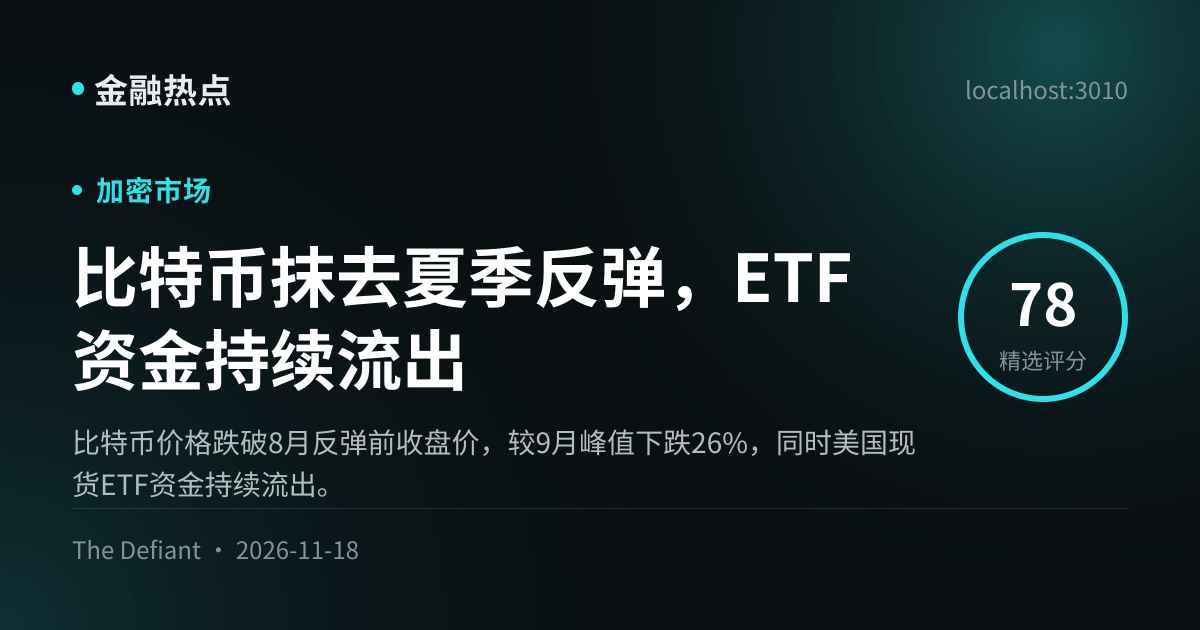 金融热点
localhost:3010
加密市场
比特币抹去夏季反弹，ETF
资金持续流出
78
精选评分
比特币价格跌破8月反弹前收盘价，较9月峰值下跌26%，同时美国现
货ETF资金持续流出。
The Defiant · 2026-11-18